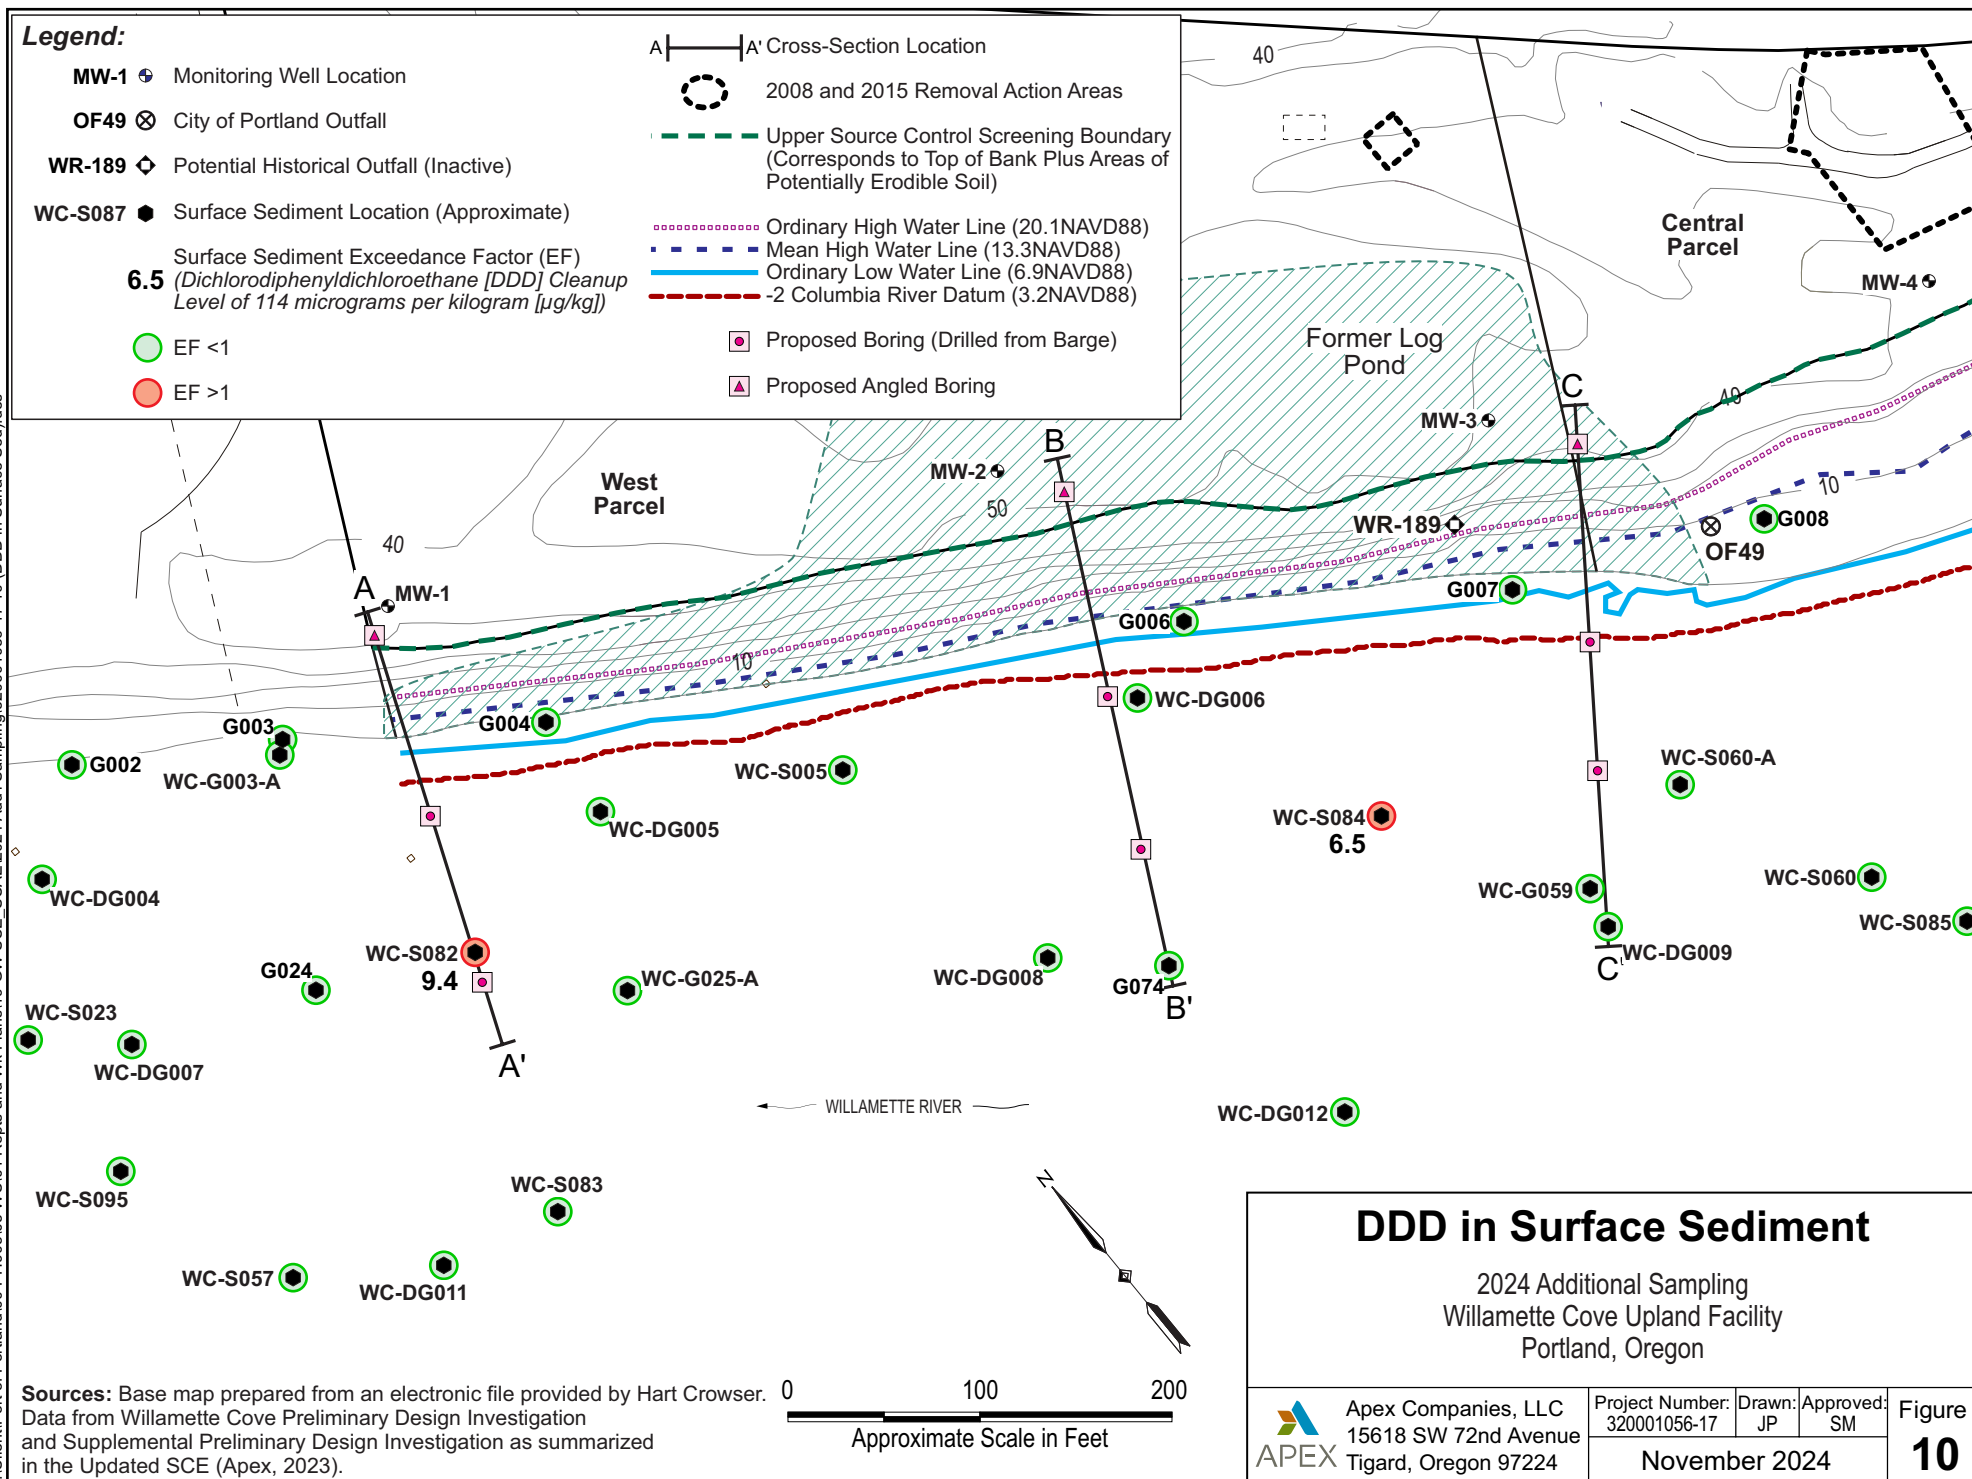 Legend:
MW-1 Monitoring Well Location
OF49 City of Portland Outfall
WR-189 Potential Historical Outfall (Inactive)
WC-S087 Surface Sediment Location (Approximate)
6.5 Surface Sediment Exceedance Factor (EF)
(Dichlorodiphenyldichloroethane [DDD] Cleanup
Level of 114 micrograms per kilogram [µg/kg])
EF <1
EF >1
A A' Cross-Section Location
2008 and 2015 Removal Action Areas
Upper Source Control Screening Boundary
(Corresponds to Top of Bank Plus Areas of
Potentially Erodible Soil)
Ordinary High Water Line (20.1NAVD88)
Mean High Water Line (13.3NAVD88)
Ordinary Low Water Line (6.9NAVD88)
-2 Columbia River Datum (3.2NAVD88)
Proposed Boring (Drilled from Barge)
Proposed Angled Boring
40
Central
Parcel
MW-4
Former Log
Pond
C
40
MW-3
B
MW-2
West
Parcel
50
10
WR-189
G008
OF49
40
A
MW-1
G007
G006
10
WC-DG006
G004
G003
G002
WC-G003-A
WC-S005
WC-S060-A
WC-DG005
WC-S084
6.5
WC-DG004
WC-S060
WC-G059
WC-S085
WC-S082
9.4
WC-DG009
C'
G024
WC-G025-A
WC-DG008
G074
B'
WC-S023
WC-DG007
A'
WILLAMETTE RIVER
WC-DG012
WC-S095
WC-S083
N
WC-S057
WC-DG011
DDD in Surface Sediment
2024 Additional Sampling
Willamette Cove Upland Facility
Portland, Oregon
Sources: Base map prepared from an electronic file provided by Hart Crowser.
Data from Willamette Cove Preliminary Design Investigation
and Supplemental Preliminary Design Investigation as summarized
in the Updated SCE (Apex, 2023).
0 100 200
Approximate Scale in Feet
APEX
Apex Companies, LLC
15618 SW 72nd Avenue
Tigard, Oregon 97224
Project Number:
320001056-17
Drawn:
JP
Approved:
SM
November 2024
Figure
10